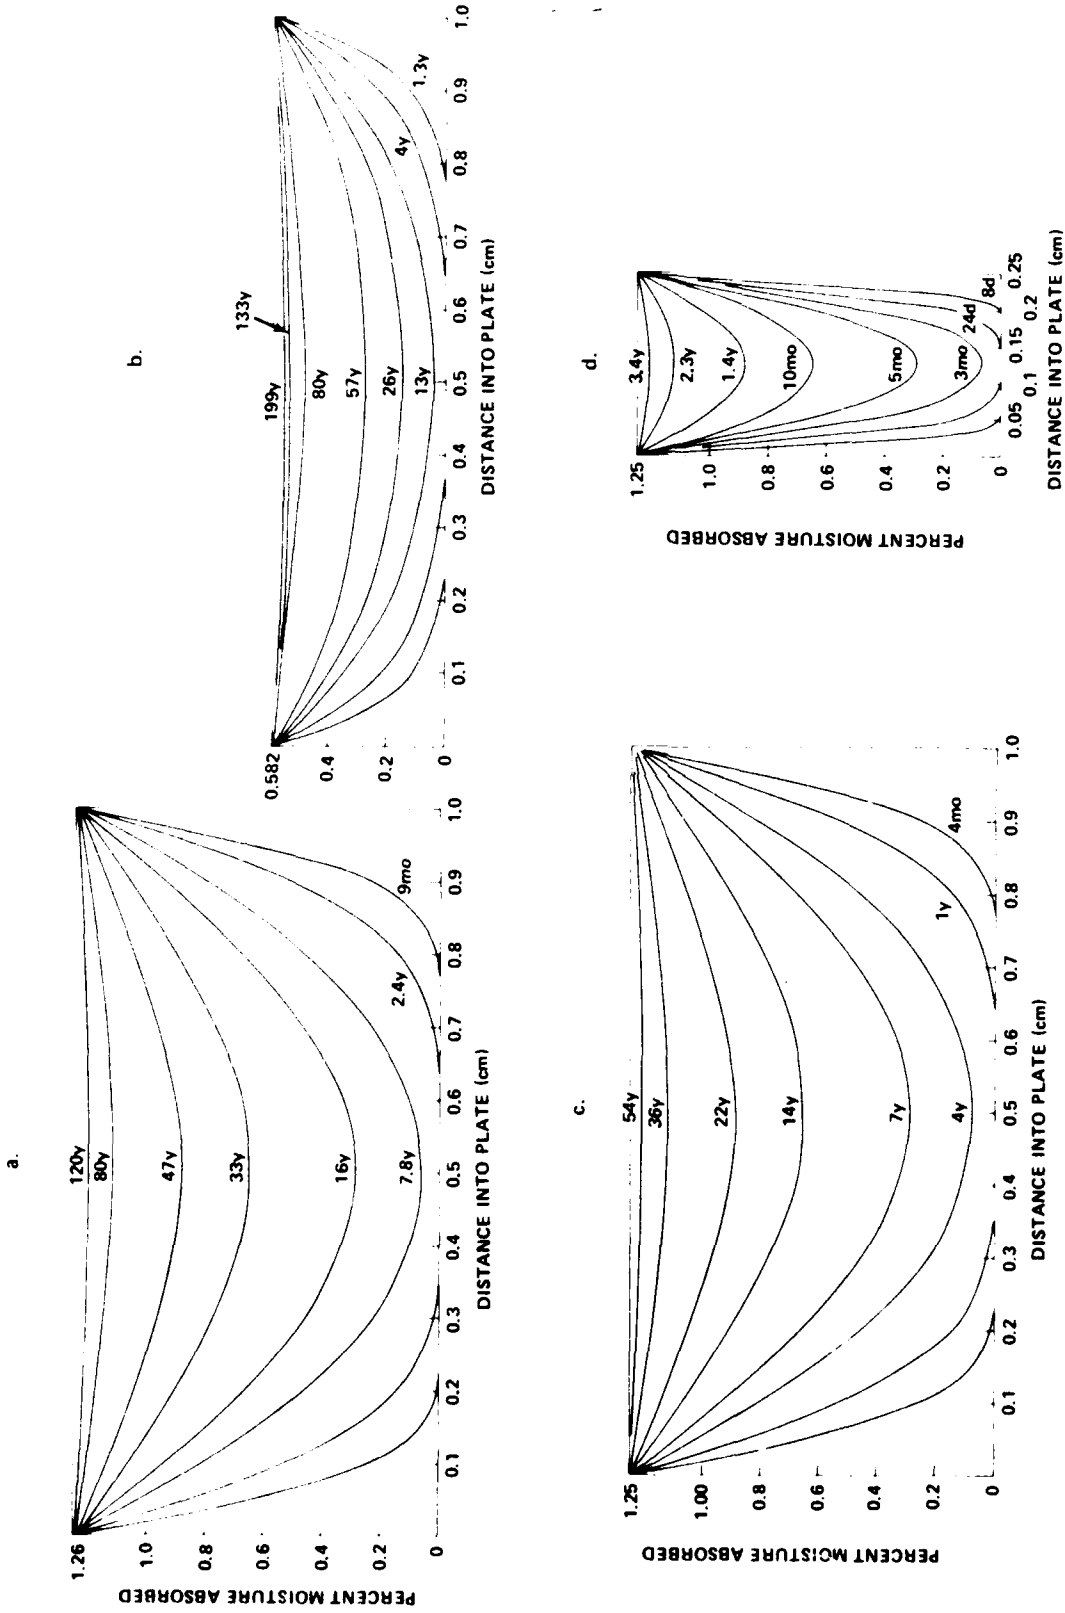 a.
PERCENT MOISTURE ABSORBED
1.26
1.0
0.8
0.6
0.4
0.2
0
120y
80y
47y
33y
16y
7.8y
2.4y
9mo
0.1 0.2 0.3 0.4 0.5 0.6 0.7 0.8 0.9 1.0
DISTANCE INTO PLATE (cm)
b.
0.582
0.4
0.2
0
133y
199y
80y
57y
26y
13y
4y
1.3y
0.1 0.2 0.3 0.4 0.5 0.6 0.7 0.8 0.9 1.0
DISTANCE INTO PLATE (cm)
c.
PERCENT MOISTURE ABSORBED
1.25
1.00
0.8
0.6
0.4
0.2
0
54y
36y
22y
14y
7y
4y
1y
4mo
0.1 0.2 0.3 0.4 0.5 0.6 0.7 0.8 0.9 1.0
DISTANCE INTO PLATE (cm)
d.
PERCENT MOISTURE ABSORBED
1.25
1.0
0.8
0.6
0.4
0.2
0
3.4y
2.3y
1.4y
10mo
5mo
3mo
24d
8d
0.05 0.1 0.15 0.2 0.25
DISTANCE INTO PLATE (cm)